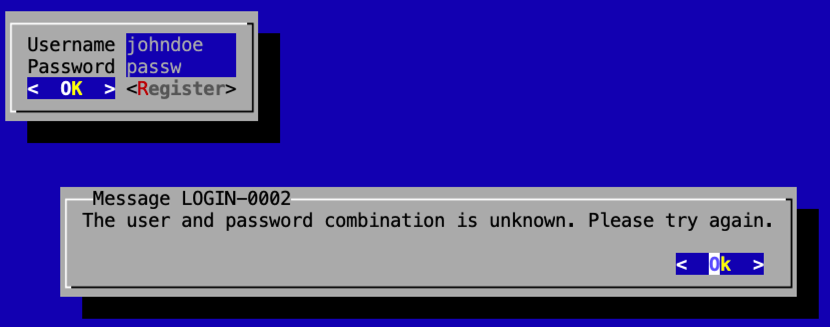 Username johndoe
Password passw
<  OK  > <Register>
Message LOGIN-0002
The user and password combination is unknown. Please try again.
<  Ok  >